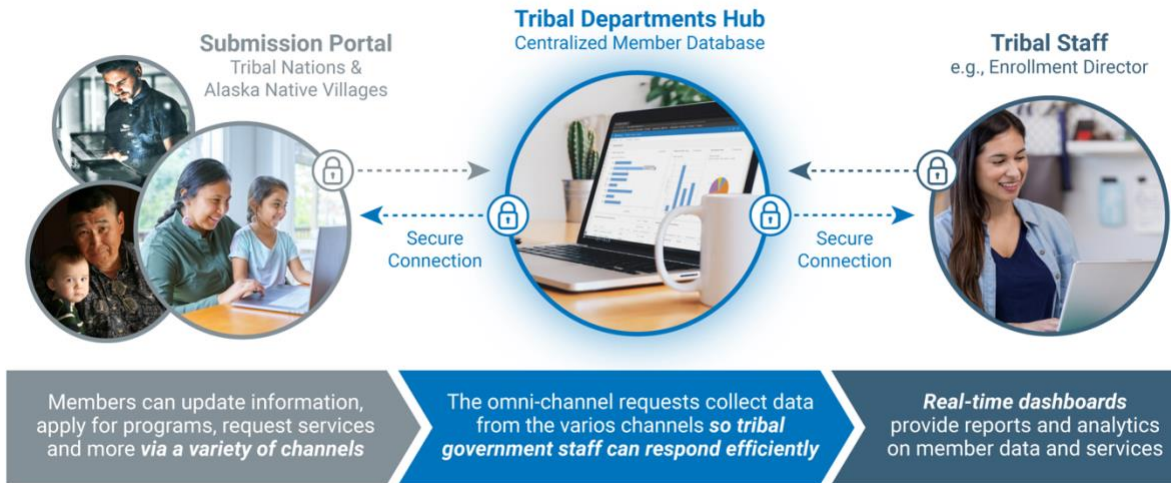 Submission Portal
Tribal Nations &
Alaska Native Villages
Tribal Departments Hub
Centralized Member Database
Tribal Staff
e.g., Enrollment Director
Secure
Connection
Secure
Connection
Members can update information,
apply for programs, request services
and more via a variety of channels
The omni-channel requests collect data
from the varios channels so tribal
government staff can respond efficiently
Real-time dashboards
provide reports and analytics
on member data and services